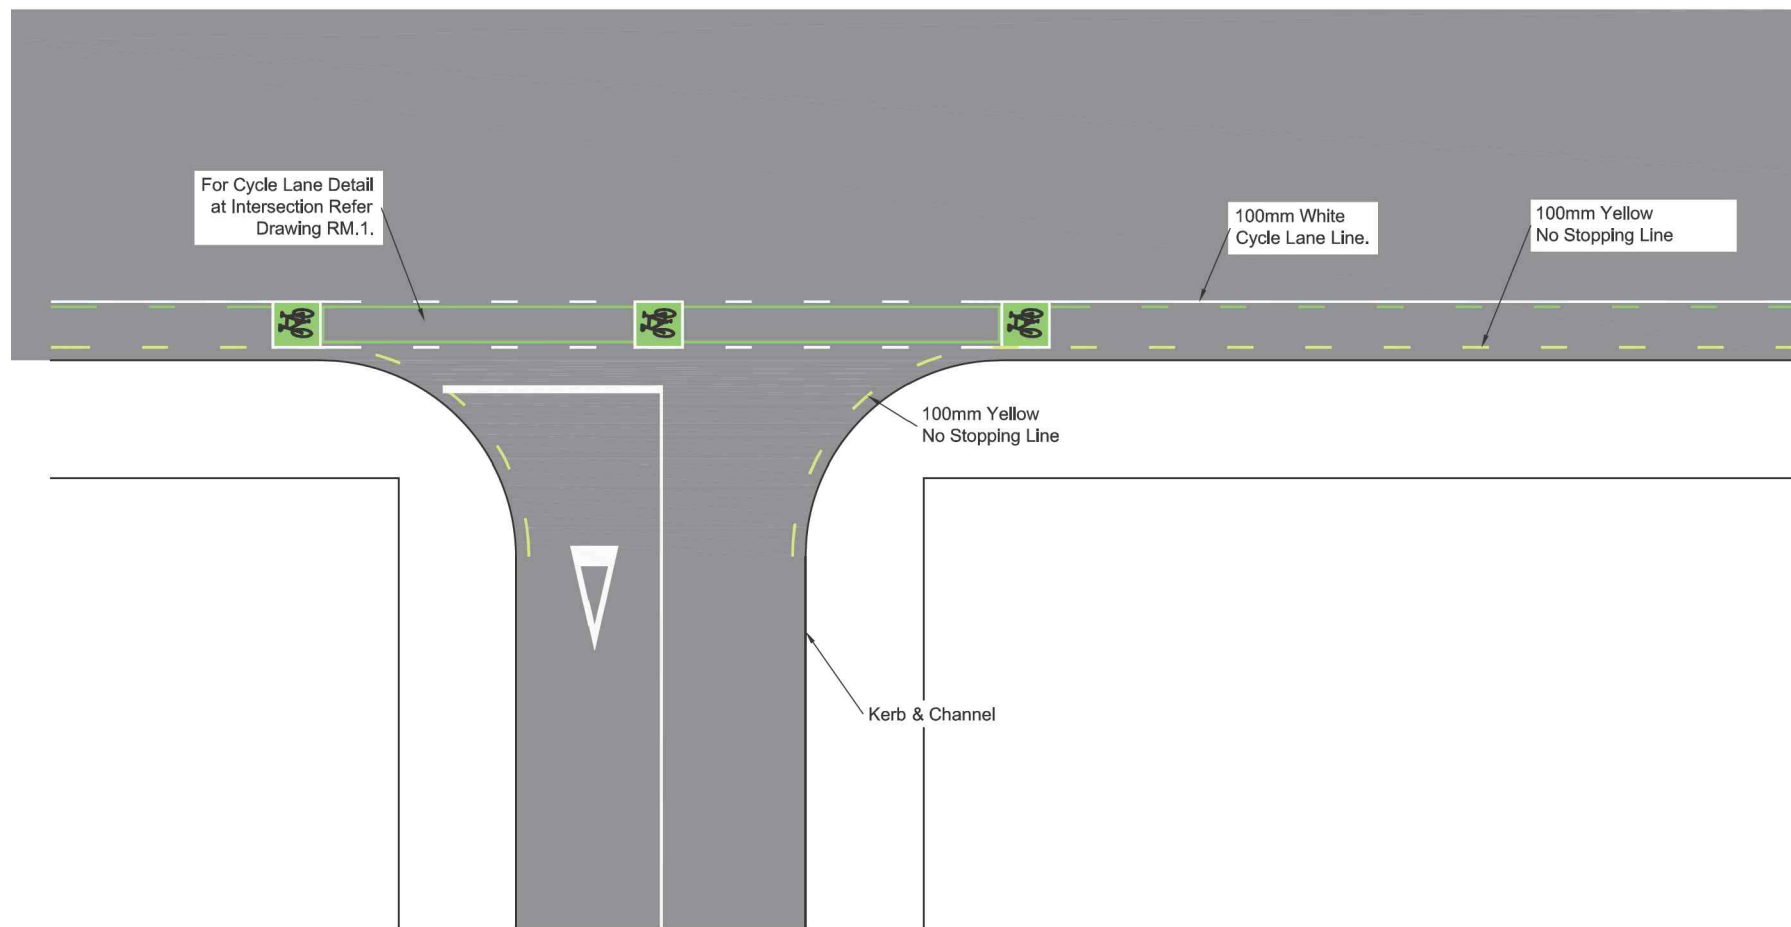 For Cycle Lane Detail
at Intersection Refer
Drawing RM.1.
100mm White
Cycle Lane Line.
100mm Yellow
No Stopping Line
100mm Yellow
No Stopping Line
Kerb & Channel